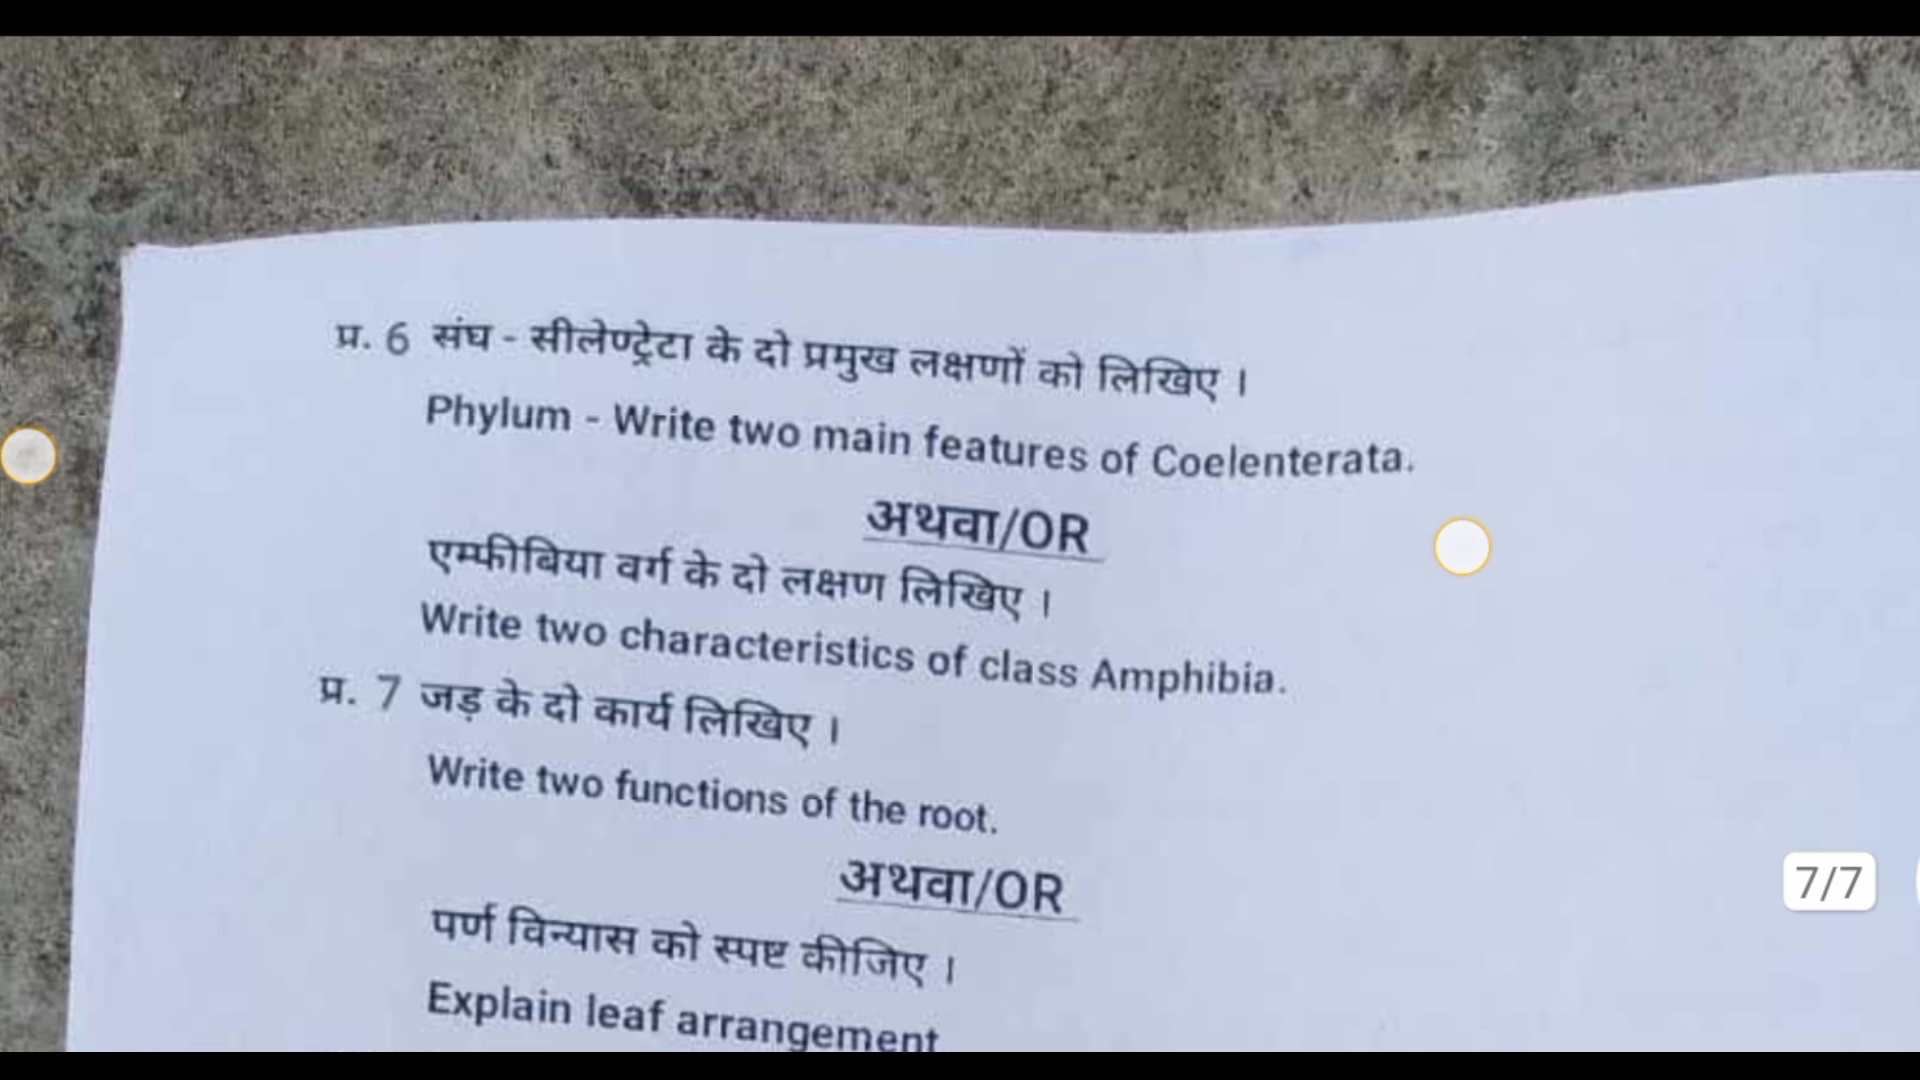 प्र. 6 संघ - सीलेण्ट्रेटा के दो प्रमुख लक्षणों को लिखिए ।
Phylum - Write two main features of Coelenterata.
अथवा/OR
एम्फीबिया वर्ग के दो लक्षण लिखिए ।
Write two characteristics of class Amphibia.
प्र. 7 जड़ के दो कार्य लिखिए ।
Write two functions of the root.
अथवा/OR
7/7
पर्ण विन्यास को स्पष्ट कीजिए ।
Explain leaf arrangement